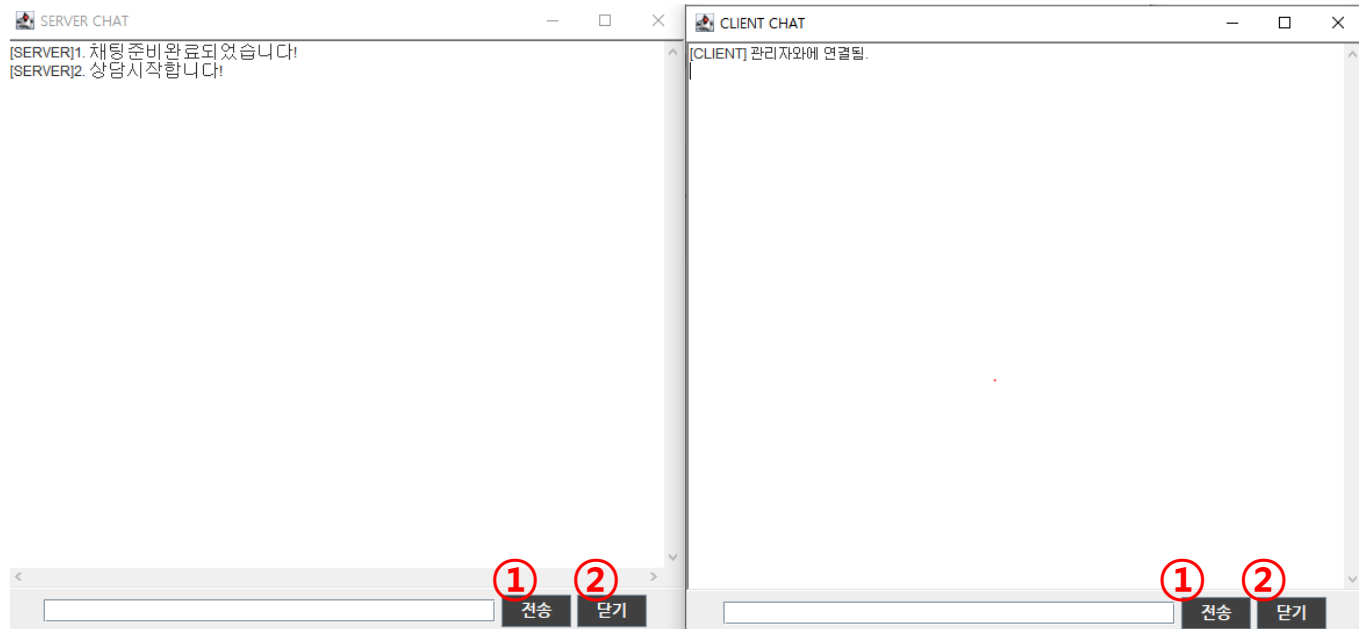 SERVER CHAT
[SERVER]1. 채팅준비완료되었습니다!
[SERVER]2. 상담시작합니다!
① ②
전송 닫기
CLIENT CHAT
[CLIENT] 관리자와에 연결됨.
① ②
전송 닫기